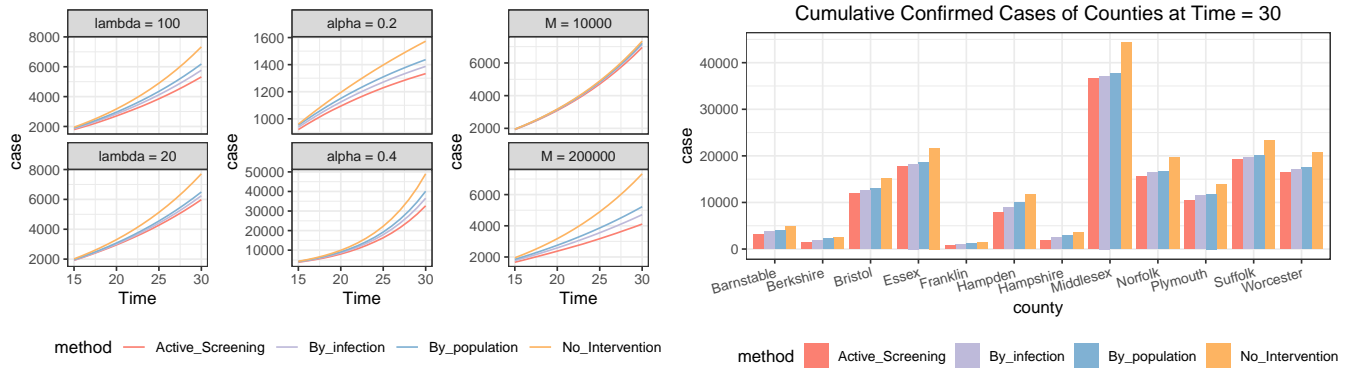 lambda = 100
alpha = 0.2
M = 10000
8000
6000
4000
2000
case
1600
1400
1200
1000
case
6000
4000
2000
case
lambda = 20
alpha = 0.4
M = 200000
8000
6000
4000
2000
50000
40000
30000
20000
10000
6000
4000
2000
15 20 25 30
15 20 25 30
15 20 25 30
Time
Time
Time
method Active_Screening By_infection By_population No_Intervention
Cumulative Confirmed Cases of Counties at Time = 30
case
40000
30000
20000
10000
0
Barnstable
Berkshire
Bristol
Essex
Franklin
Hampden
Hampshire
Middlesex
Norfolk
Plymouth
Suffolk
Worcester
county
method Active_Screening By_infection By_population No_Intervention